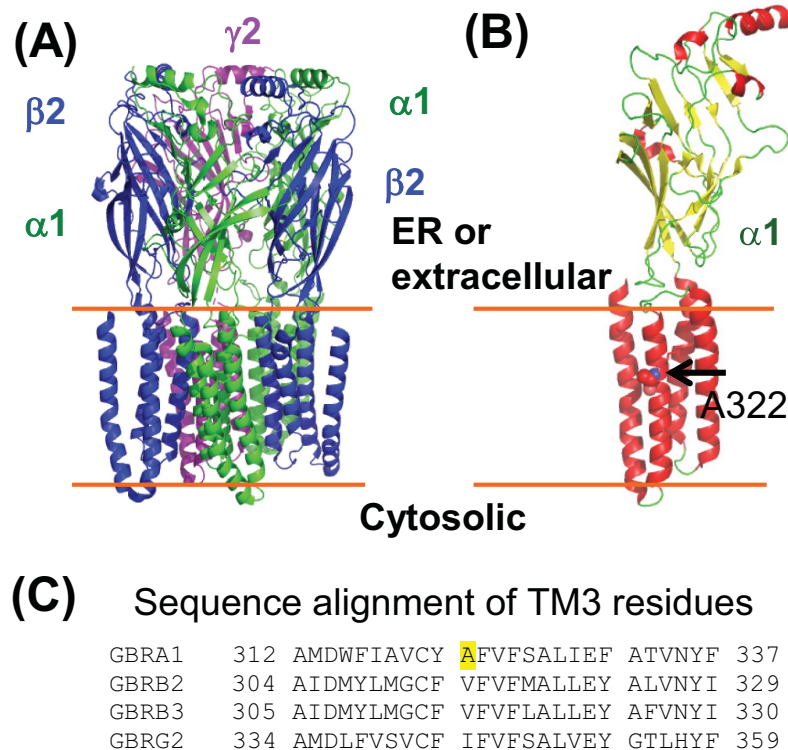 (A)
γ2
β2
α1
α1
β2
(B)
α1
ER or
extracellular
A322
Cytosolic
(C) Sequence alignment of TM3 residues
GBRA1 312 AMDWFIAVCY AFVFSALIEF ATVNYF 337
GBRB2 304 AIDMYLMGCF VFVFMALLEY ALVNYI 329
GBRB3 305 AIDMYLMGCF VFVFLALLEY AFVNYI 330
GBRG2 334 AMDLFVSVCF IFVFSALVEY GTLHYF 359